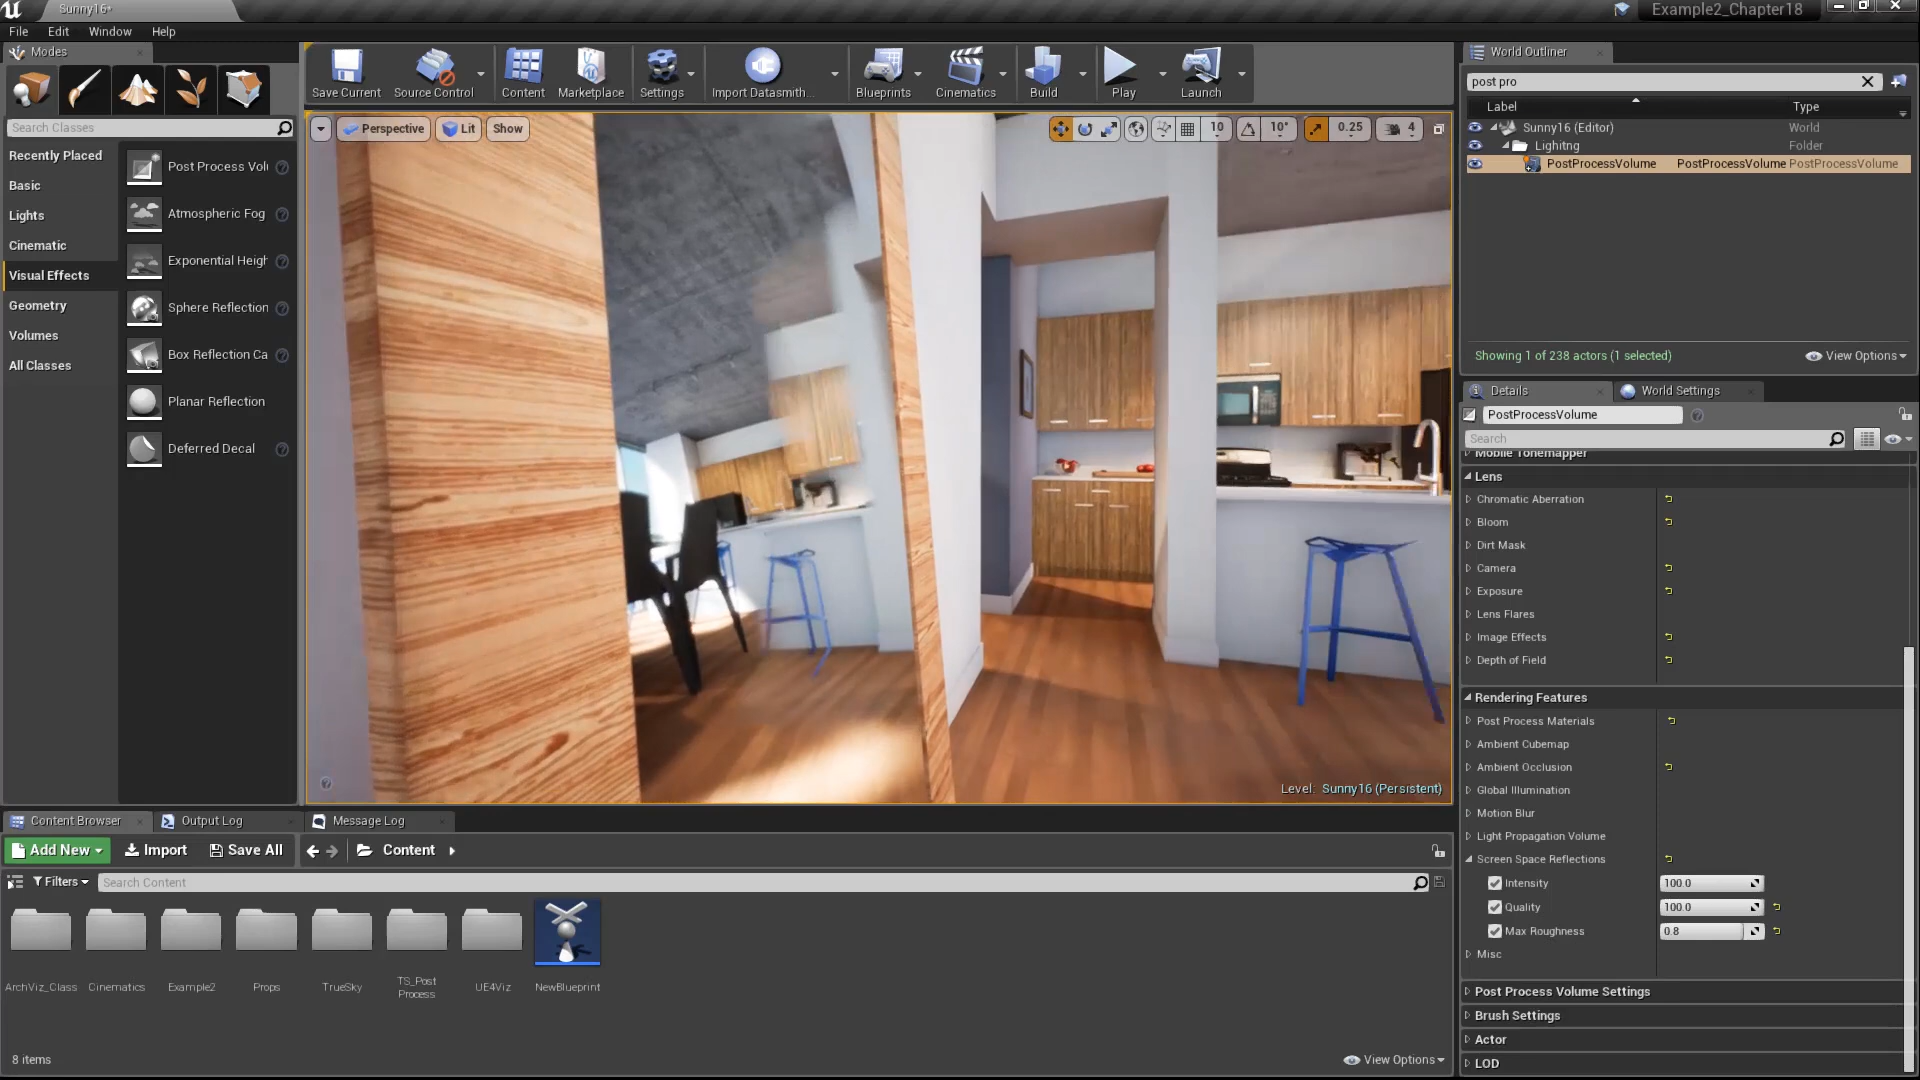 Sunny16*
Example2_Chapter18
File
Edit
Window
Help
Modes
Search Classes
Recently Placed
Basic
Lights
Cinematic
Visual Effects
Geometry
Volumes
All Classes
Post Process Volu
Atmospheric Fog
Exponential Heigh
Sphere Reflection
Box Reflection Ca
Planar Reflection
Deferred Decal
Save Current
Source Control
Content
Marketplace
Settings
Import Datasmith...
Blueprints
Cinematics
Build
Play
Launch
Perspective
Lit
Show
10
10°
0.25
4
Level: Sunny16 (Persistent)
World Outliner
post pro
Label
Type
Sunny16 (Editor)
World
Lighitng
Folder
PostProcessVolume
PostProcessVolume PostProcessVolume
Showing 1 of 238 actors (1 selected)
View Options
Details
World Settings
PostProcessVolume
Search
Mobile Tonemapper
Lens
Chromatic Aberration
Bloom
Dirt Mask
Camera
Exposure
Lens Flares
Image Effects
Depth of Field
Rendering Features
Post Process Materials
Ambient Cubemap
Ambient Occlusion
Global Illumination
Motion Blur
Light Propagation Volume
Screen Space Reflections
Intensity
100.0
Quality
100.0
Max Roughness
0.8
Misc
Post Process Volume Settings
Brush Settings
Actor
LOD
Content Browser
Output Log
Message Log
Add New
Import
Save All
Content
Filters
Search Content
ArchViz_Class
Cinematics
Example2
Props
TrueSky
TS_Post
Process
UE4Viz
NewBlueprint
8 items
View Options